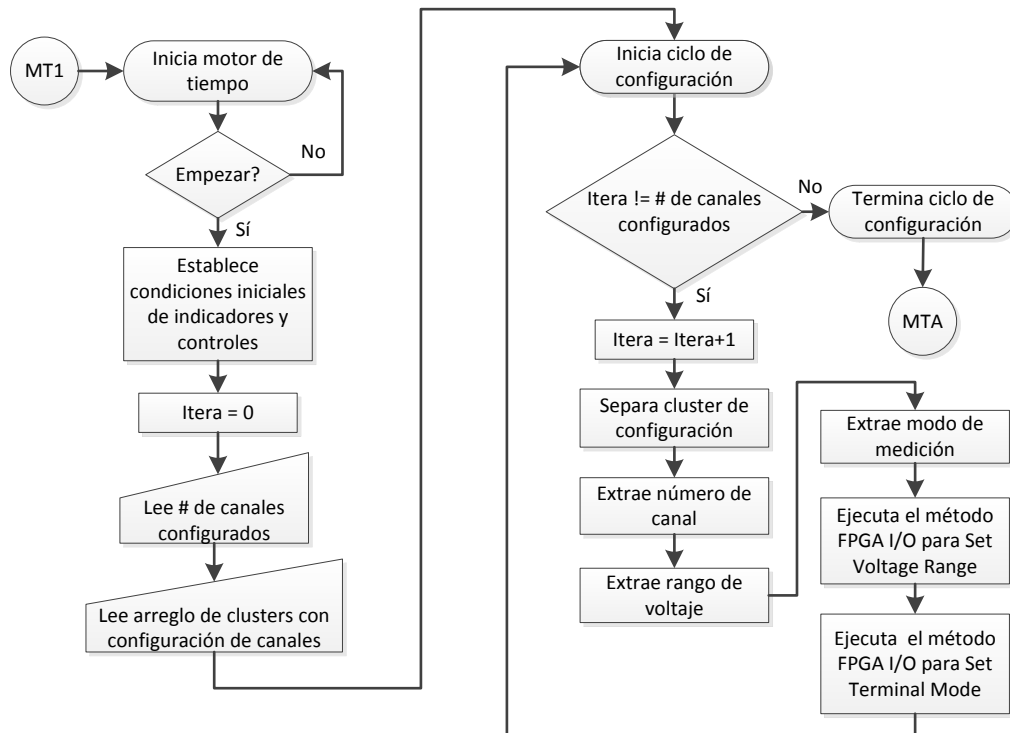 MT1
Inicia motor de
tiempo
No
Empezar?
Sí
Establece
condiciones iniciales
de indicadores y
controles
Itera = 0
Lee # de canales
configurados
Lee arreglo de clusters con
configuración de canales
Inicia ciclo de
configuración
Itera != # de canales
configurados
No
Termina ciclo de
configuración
MTA
Sí
Itera = Itera+1
Separa cluster de
configuración
Extrae número de
canal
Extrae rango de
voltaje
Extrae modo de
medición
Ejecuta el método
FPGA I/O para Set
Voltage Range
Ejecuta  el método
FPGA I/O para Set
Terminal Mode